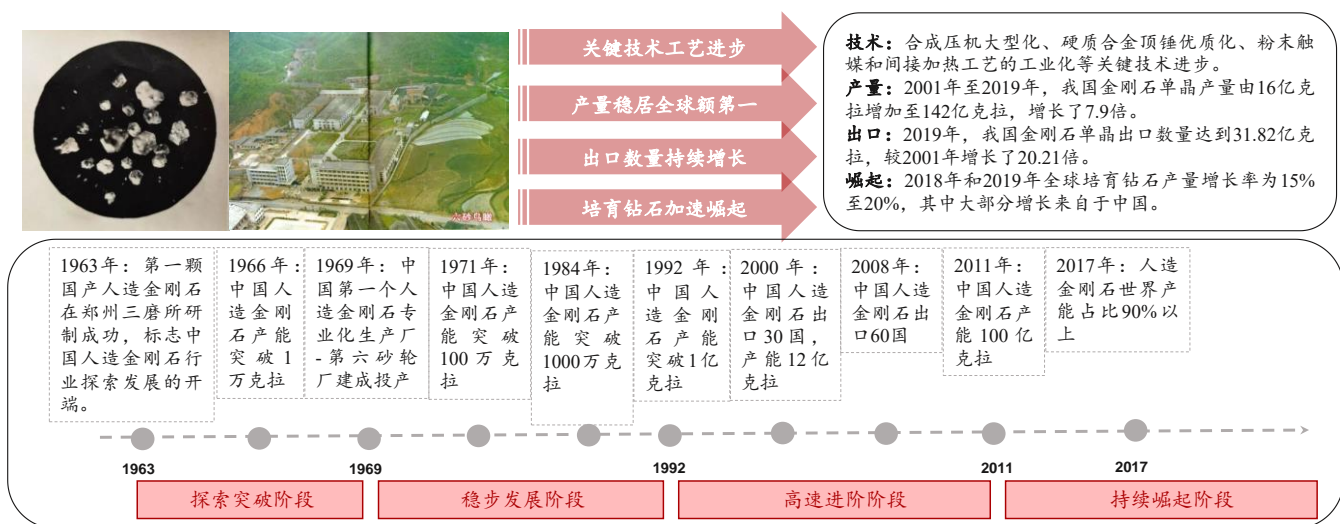 六砂鸟瞰
关键技术工艺进步
产量稳居全球额第一
出口数量持续增长
培育钻石加速崛起
技术：合成压机大型化、硬质合金顶锤优质化、粉末触
媒和间接加热工艺的工业化等关键技术进步。
产量：2001年至2019年，我国金刚石单晶产量由16亿克
拉增加至142亿克拉，增长了7.9倍。
出口：2019年，我国金刚石单晶出口数量达到31.82亿克
拉，较2001年增长了20.21倍。
崛起：2018年和2019年全球培育钻石产量增长率为15%
至20%，其中大部分增长来自于中国。
1963年：第一颗
国产人造金刚石
在郑州三磨所研
制成功，标志中
国人造金刚石行
业探索发展的开
端。
1966年：
中国人
造金刚
石产能
突破1
万克拉
1969年：中
国第一个人
造金刚石专
业化生产厂
-第六砂轮
厂建成投产
1971年：
中国人造
金刚石产
能突破
100万克
拉
1984年：
中国人造
金刚石产
能突破
1000万克
拉
1992年：
中国人
造金刚
石产能
突破1亿
克拉
2000年：
中国人造
金刚石出
口30国，
产能12亿
克拉
2008年：
中国人造
金刚石出
口60国
2011年：
中国人造
金刚石产
能100亿
克拉
2017年：人造
金刚石世界产
能占比90%以
上
1963
1969
1992
2011
2017
探索突破阶段
稳步发展阶段
高速进阶阶段
持续崛起阶段